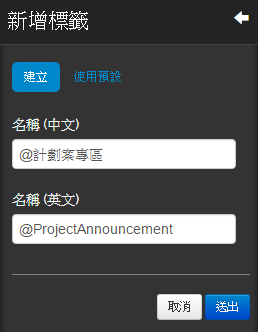 新增標籤
建立 使用預設
名稱 (中文)
@計劃案專區
名稱 (英文)
@ProjectAnnouncement
取消 送出